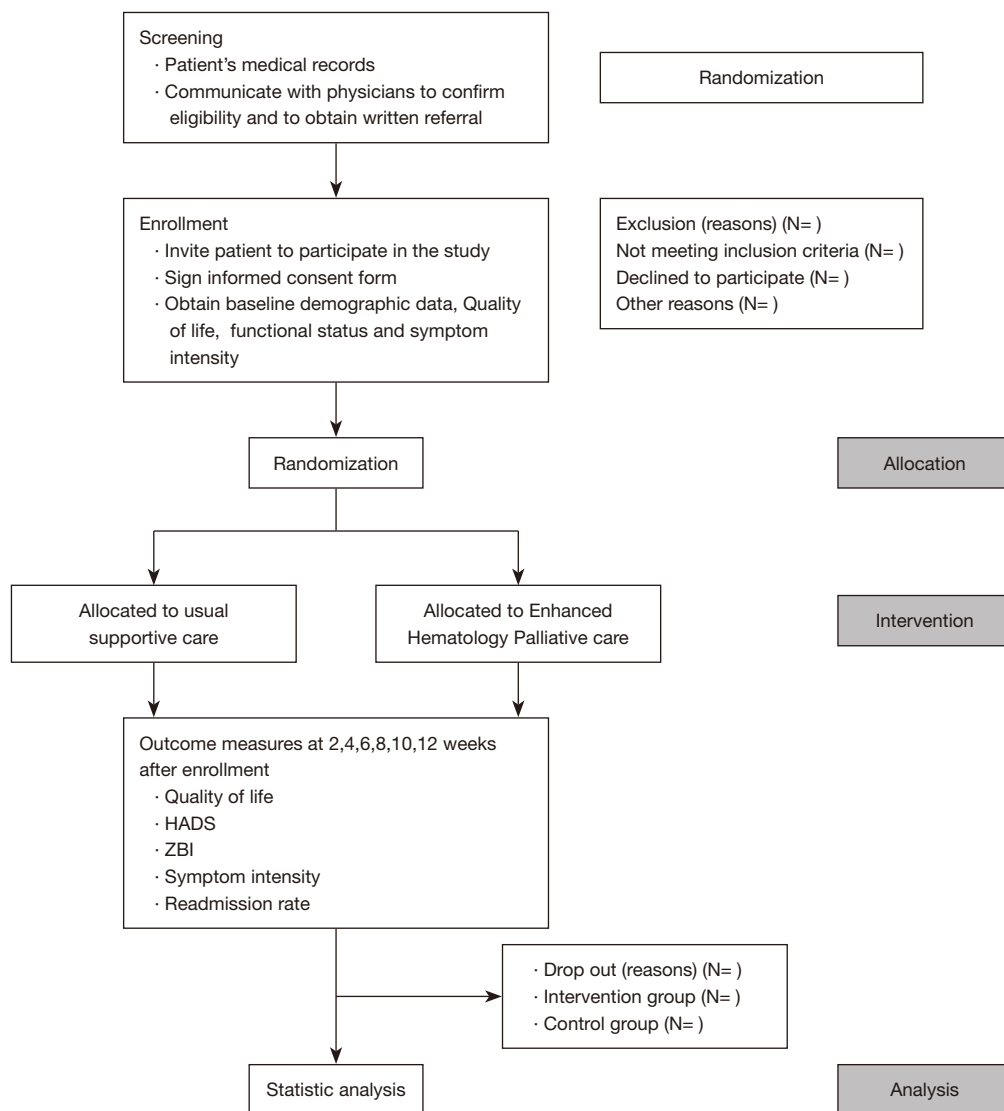 Screening
· Patient's medical records
· Communicate with physicians to confirm
eligibility and to obtain written referral
Randomization
Enrollment
· Invite patient to participate in the study
· Sign informed consent form
· Obtain baseline demographic data, Quality
of life, functional status and symptom
intensity
Exclusion (reasons) (N= )
Not meeting inclusion criteria (N= )
Declined to participate (N= )
Other reasons (N= )
Randomization
Allocation
Allocated to usual
supportive care
Allocated to Enhanced
Hematology Palliative care
Intervention
Outcome measures at 2,4,6,8,10,12 weeks
after enrollment
· Quality of life
· HADS
· ZBI
· Symptom intensity
· Readmission rate
· Drop out (reasons) (N= )
· Intervention group (N= )
· Control group (N= )
Statistic analysis
Analysis